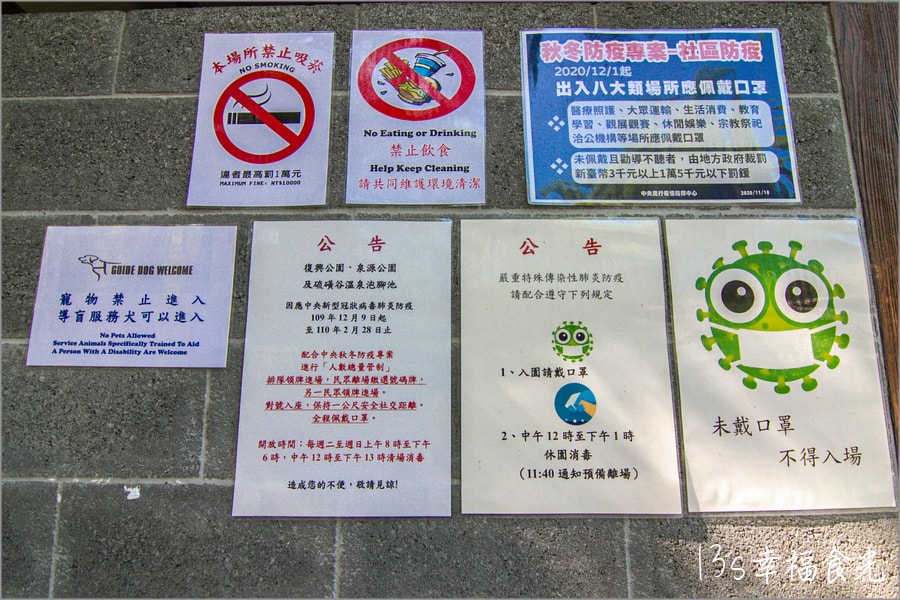 本場所禁止吸菸
NO SMOKING
違者最高罰1萬元
MAXIMUM FINE: NT$10000
No Eating or Drinking
禁止飲食
Help Keep Cleaning
請共同維護環境清潔
秋冬防疫專案-社區防疫
2020/12/1起
出入八大類場所應佩戴口罩
醫療照護、大眾運輸、生活消費、教育
學習、觀展觀賽、休閒娛樂、宗教祭祀
洽公機構等場所應佩戴口罩
未佩戴且勸導不聽者，由地方政府裁罰
新臺幣3千元以上1萬5千元以下罰鍰
中央流行疫情指揮中心
2020/11/18
GUIDE DOG WELCOME
寵物禁止進入
導盲服務犬可以進入
No Pets Allowed
Service Animals Specifically Trained To Aid
A Person With A Disability Are Welcome
公告
復興公園、泉源公園
及硫磺谷溫泉泡腳池
因應中央新型冠狀病毒肺炎防疫
109年12月9日起
至110年2月28日止
配合中央秋冬防疫專案
進行「人數總量管制」
排隊領牌進場，民眾離場繳還號碼牌，
另一民眾領牌進場。
對號入座，保持一公尺安全社交距離。
全程佩戴口罩。
開放時間：每週二至週日上午8時至下午
6時，中午12時至下午13時清場消毒
造成您的不便，敬請見諒!
公告
嚴重特殊傳染性肺炎防疫
請配合遵守下列規定
1、入園請戴口罩
2、中午12時至下午1時
休園消毒
（11:40通知預備離場）
未戴口罩
不得入場
13's幸福食光